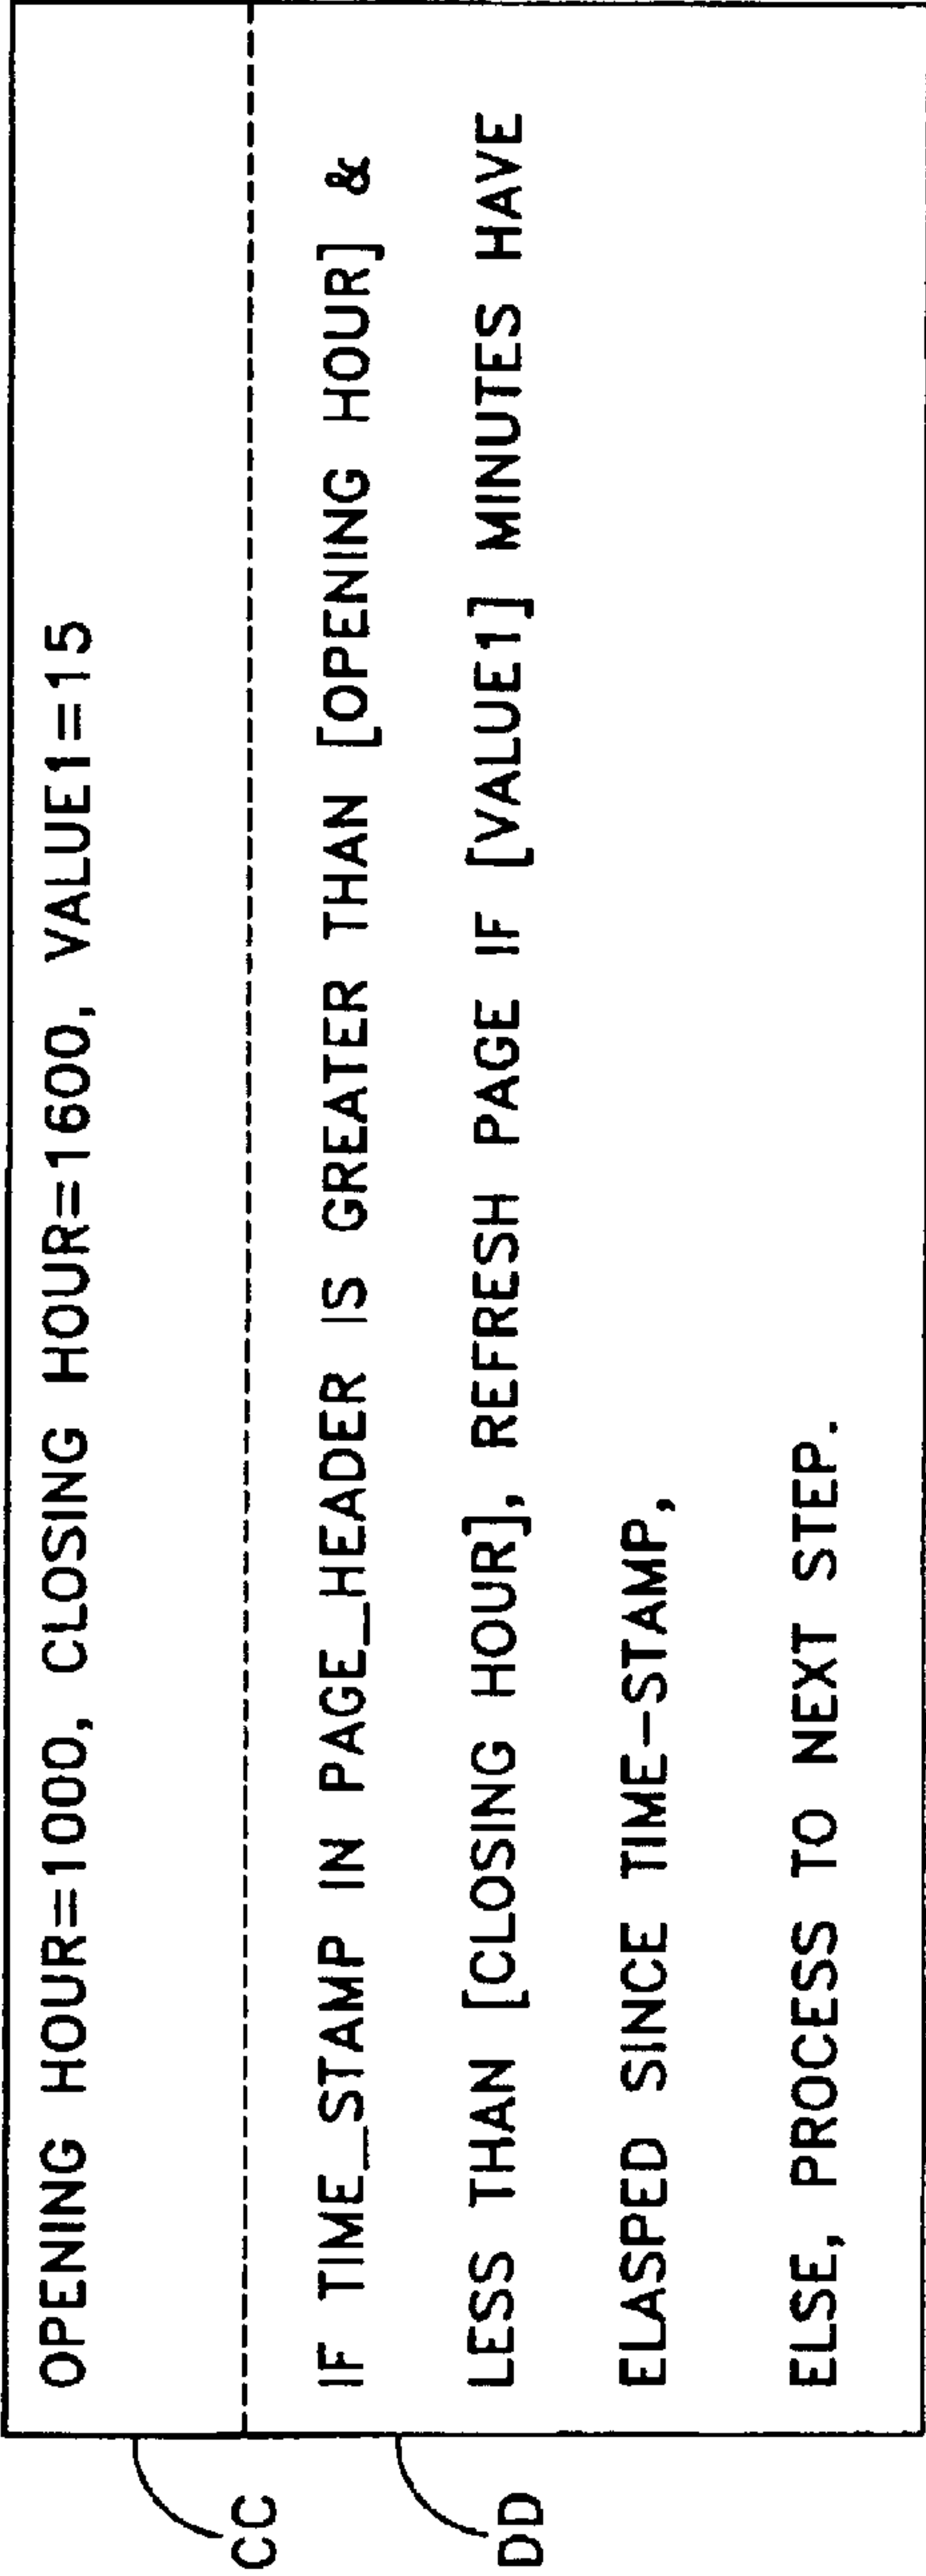 OPENING HOUR=1000, CLOSING HOUR=1600, VALUE1=15
IF TIME_STAMP IN PAGE_HEADER IS GREATER THAN [OPENING HOUR] &
LESS THAN [CLOSING HOUR], REFRESH PAGE IF [VALUE1] MINUTES HAVE
ELASPED SINCE TIME-STAMP,
ELSE, PROCESS TO NEXT STEP.
CC
DD